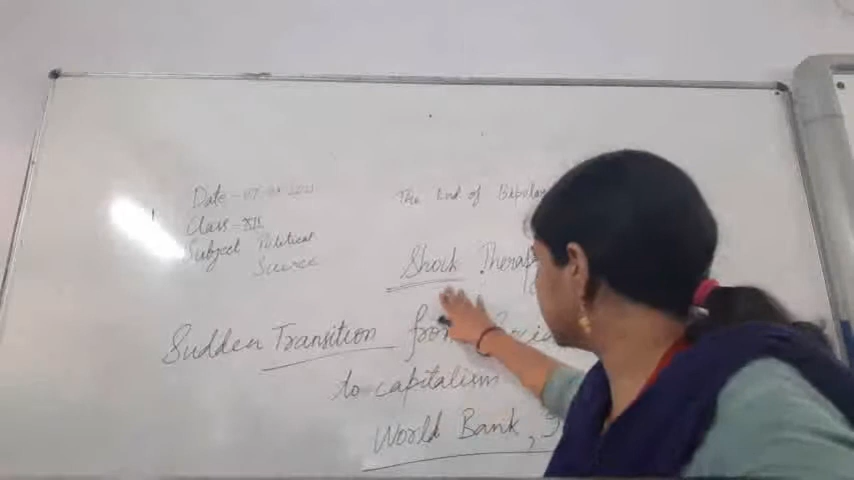 Date -
Class - XII
Subject Political
Science
The End of Bipolar
Shock Therap
Sudden Transition from
to capitalism
World Bank,